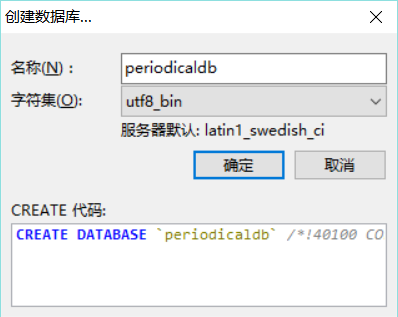 创建数据库...
名称(N)：
periodicaldb
字符集(O):
utf8_bin
服务器默认: latin1_swedish_ci
确定
取消
CREATE 代码:
CREATE DATABASE `periodicaldb` /*!40100 CO